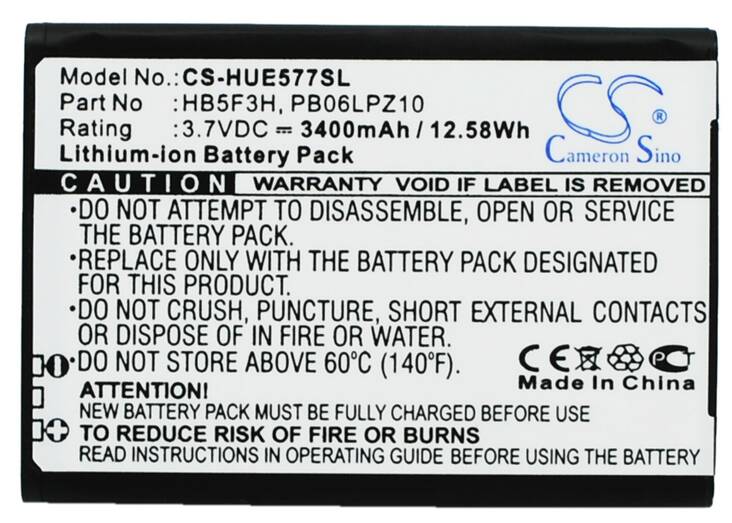 Model No.:CS-HUE577SL
Part No. :HB5F3H, PB06LPZ10
Rating :3.7VDC ⎓ 3400mAh / 12.58Wh
Lithium-ion Battery Pack
CS®
Cameron Sino
CAUTION WARRANTY VOID IF LABEL IS REMOVED
•DO NOT ATTEMPT TO DISASSEMBLE, OPEN OR SERVICE
THE BATTERY PACK.
•REPLACE ONLY WITH THE BATTERY PACK DESIGNATED
FOR THIS PRODUCT.
•DO NOT CRUSH, PUNCTURE, SHORT EXTERNAL CONTACTS
OR DISPOSE OF IN FIRE OR WATER.
•DO NOT STORE ABOVE 60°C (140°F).
CE PCT
Made In China
ATTENTION!
NEW BATTERY PACK MUST BE CHARGED BEFORE USE
TO REDUCE RISK OF FIRE OR BURNS
READ INSTRUCTIONS IN OPERATING GUIDE BEFORE USING BATTERY PACK